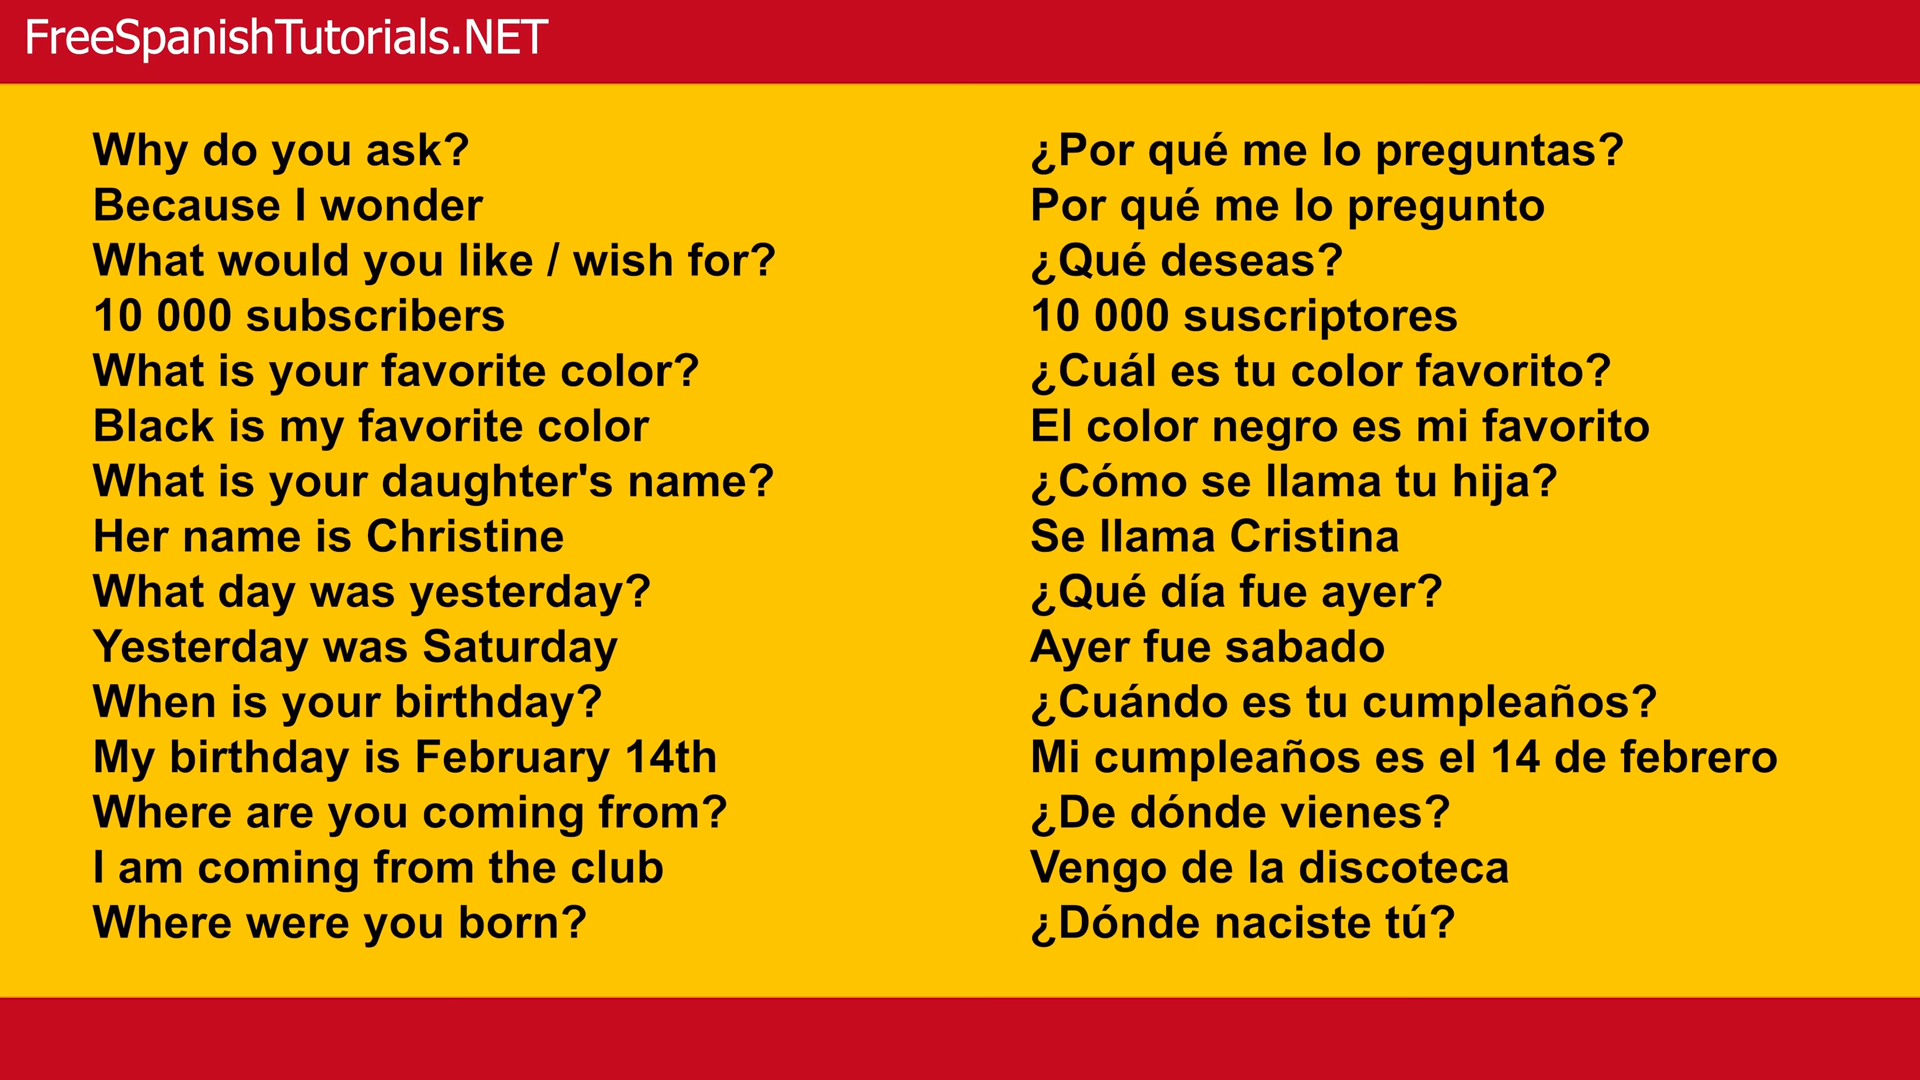 FreeSpanishTutorials.NET
Why do you ask?
Because I wonder
What would you like / wish for?
10 000 subscribers
What is your favorite color?
Black is my favorite color
What is your daughter's name?
Her name is Christine
What day was yesterday?
Yesterday was Saturday
When is your birthday?
My birthday is February 14th
Where are you coming from?
I am coming from the club
Where were you born?
¿Por qué me lo preguntas?
Por qué me lo pregunto
¿Qué deseas?
10 000 suscriptores
¿Cuál es tu color favorito?
El color negro es mi favorito
¿Cómo se llama tu hija?
Se llama Cristina
¿Qué día fue ayer?
Ayer fue sabado
¿Cuándo es tu cumpleaños?
Mi cumpleaños es el 14 de febrero
¿De dónde vienes?
Vengo de la discoteca
¿Dónde naciste tú?